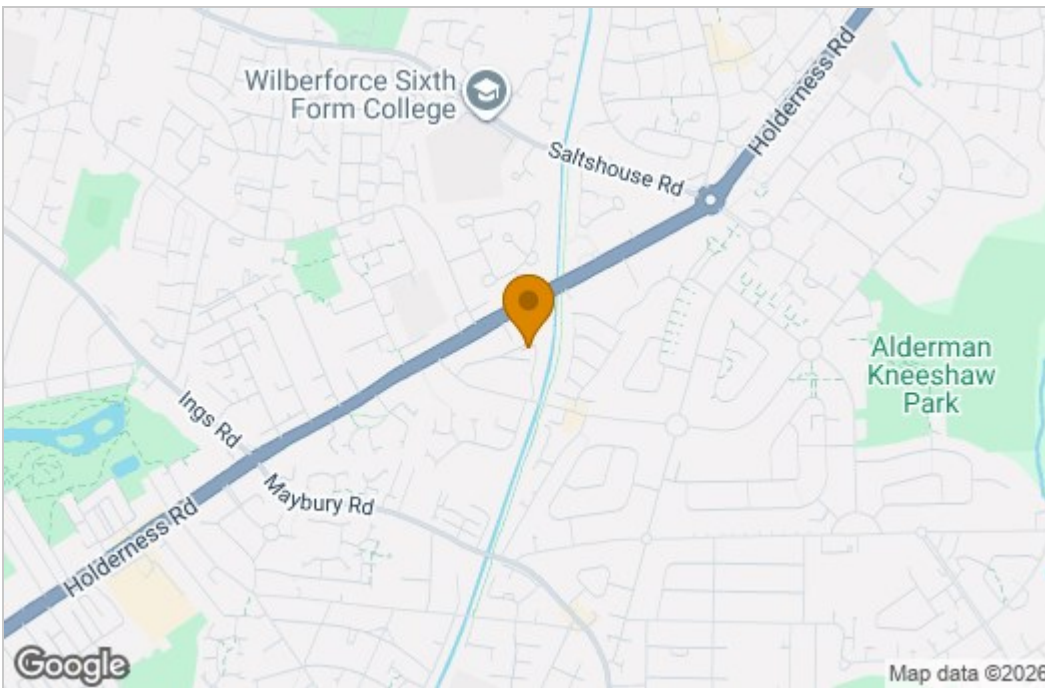 Wilberforce Sixth
Form College
Holderness Rd
Saltshouse Rd
Alderman
Kneeshaw
Park
Ings Rd
Maybury Rd
Holderness Rd
Google
Map data ©2026